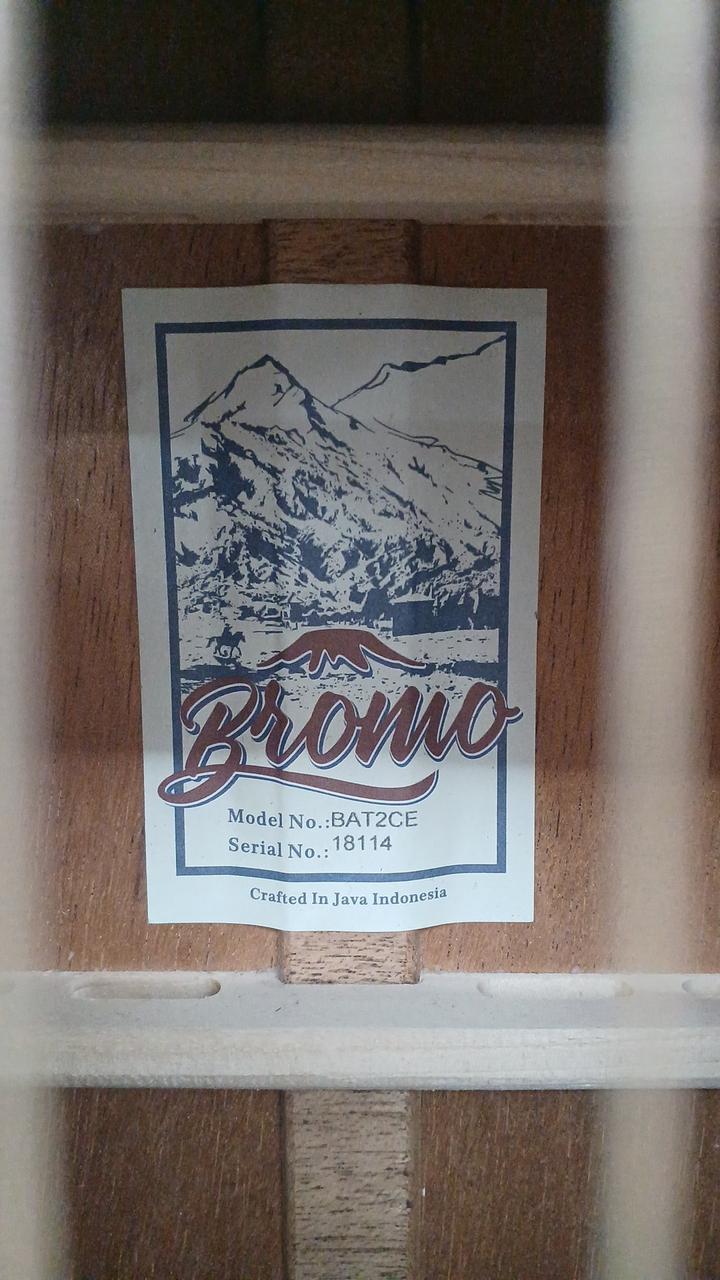 Bromo
Model No.:BAT2CE
Serial No.:18114
Crafted In Java Indonesia